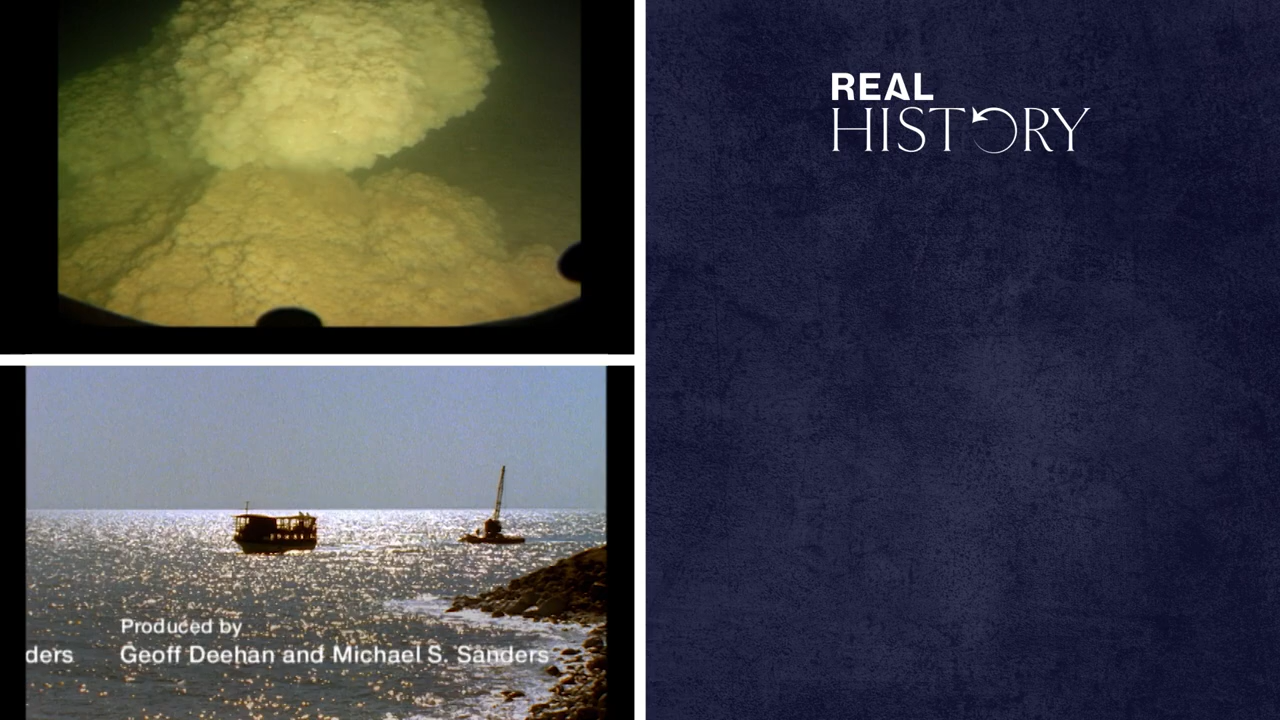 REAL
HISTORY
Produced by
ders
Geoff Deehan and Michael S. Sanders